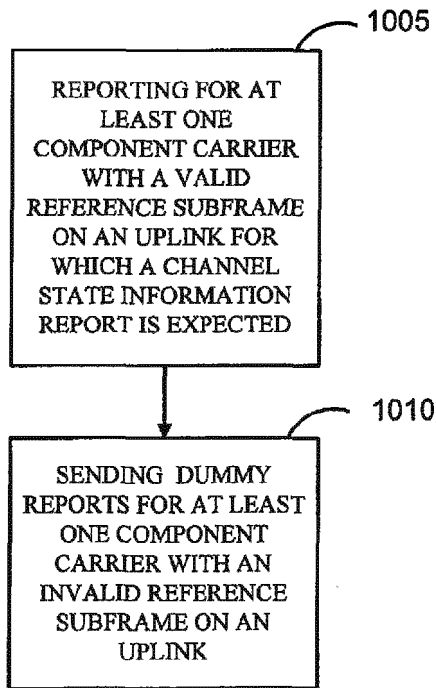 1005
REPORTING FOR AT
LEAST ONE
COMPONENT CARRIER
WITH A VALID
REFERENCE SUBFRAME
ON AN UPLINK FOR
WHICH A CHANNEL
STATE INFORMATION
REPORT IS EXPECTED
1010
SENDING DUMMY
REPORTS FOR AT LEAST
ONE COMPONENT
CARRIER WITH AN
INVALID REFERENCE
SUBFRAME ON AN
UPLINK